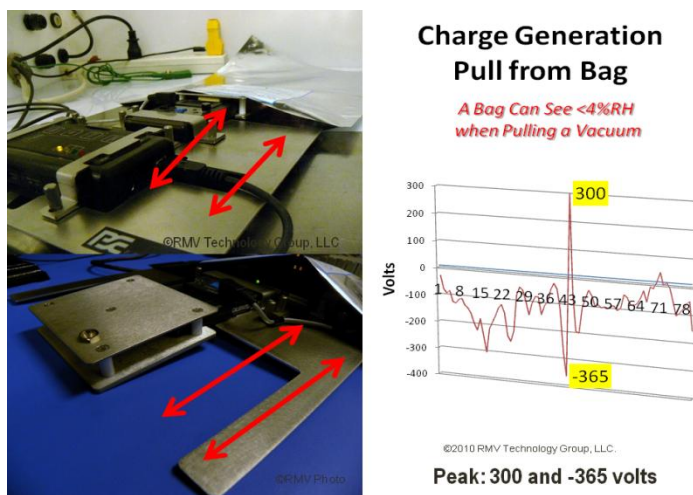 ©RMV Technology Group, LLC
©RMV Photo
Charge Generation
Pull from Bag
A Bag Can See <4%RH
when Pulling a Vacuum
300
300
200
100
0
-100
-200
-300
-400
Volts
1 8 15 22 29 36 43 50 57 64 71 78
-365
©2010 RMV Technology Group, LLC.
Peak: 300 and -365 volts